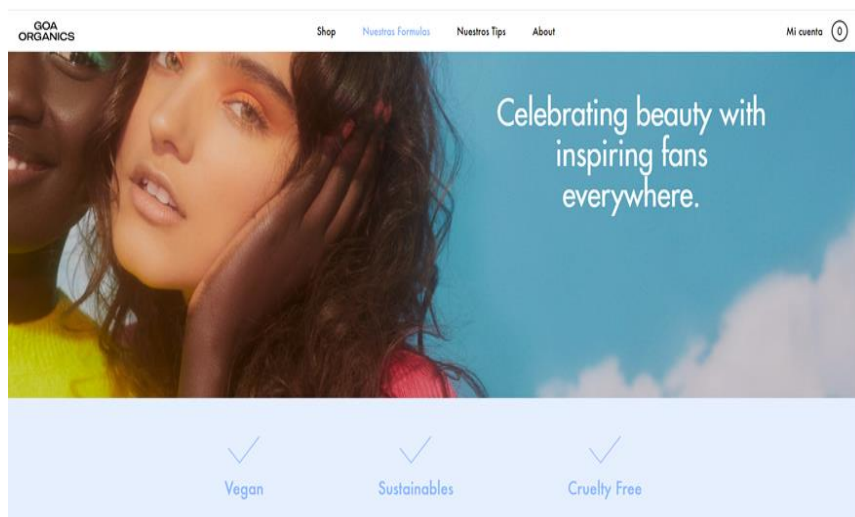 GOA
ORGANICS
Shop
Nuestras Formulas
Nuestros Tips
About
Mi cuenta
0
Celebrating beauty with
inspiring fans
everywhere.
Vegan
Sustainables
Cruelty Free